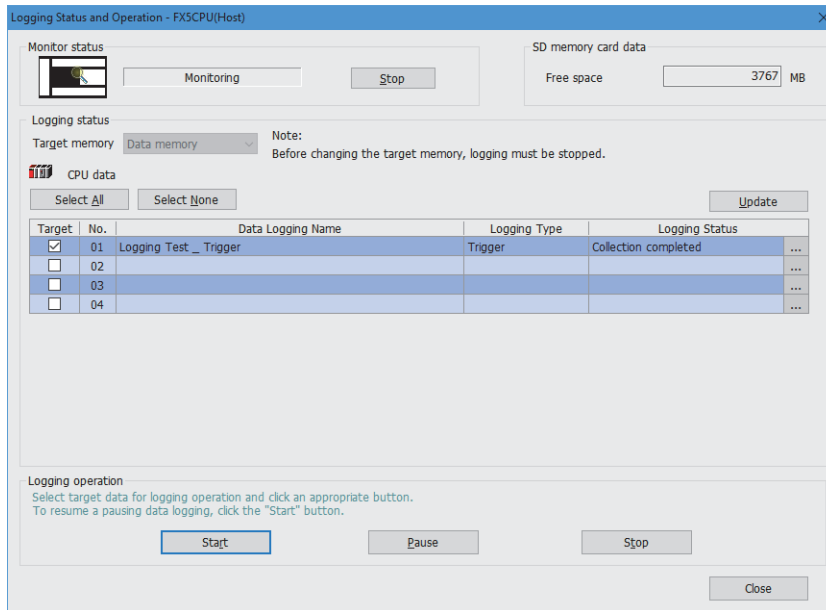 Logging Status and Operation - FX5CPU(Host)
Monitor status
Monitoring
Stop
SD memory card data
Free space 3767 MB
Logging status
Target memory Data memory
Note:
Before changing the target memory, logging must be stopped.
CPU data
Select All Select None Update
Target No. Data Logging Name Logging Type Logging Status
01 Logging Test _ Trigger Trigger Collection completed ...
02 ...
03 ...
04 ...
Logging operation
Select target data for logging operation and click an appropriate button.
To resume a pausing data logging, click the "Start" button.
Start Pause Stop
Close